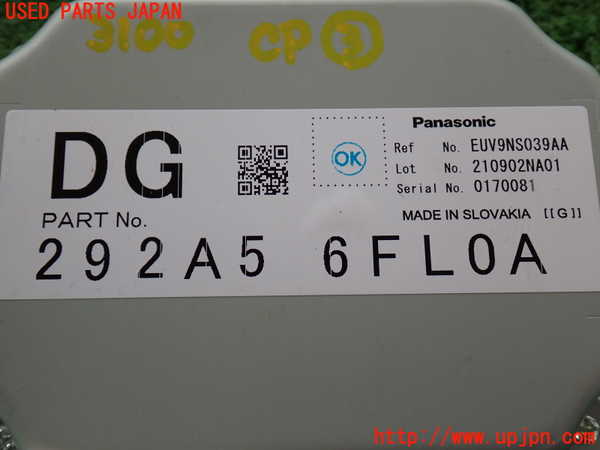 USED PARTS JAPAN
3100 CP ③
DG
OK
Panasonic
Ref No. EUV9NS039AA
Lot No. 210902NA01
Serial No. 0170081
PART No.
MADE IN SLOVAKIA [[G]]
292A5 6FL0A
http://www.upjpn.com/